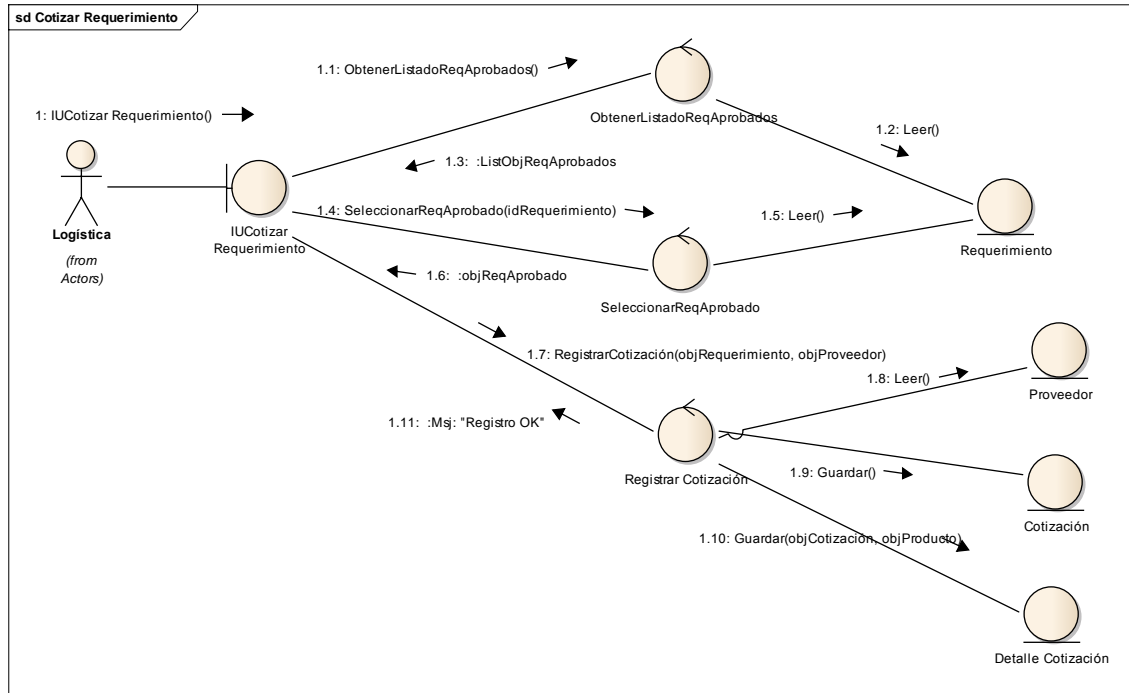 sd Cotizar Requerimiento
1.1: ObtenerListadoReqAprobados()
1: IUCotizar Requerimiento()
ObtenerListadoReqAprobados
1.2: Leer()
1.3: :ListObjReqAprobados
1.4: SeleccionarReqAprobado(idRequerimiento)
1.5: Leer()
Logística
(from
Actors)
IUCotizar
Requerimiento
Requerimiento
1.6: :objReqAprobado
SeleccionarReqAprobado
1.7: RegistrarCotización(objRequerimiento, objProveedor)
1.8: Leer()
Proveedor
1.11: :Msj: "Registro OK"
Registrar Cotización
1.9: Guardar()
Cotización
1.10: Guardar(objCotización, objProducto)
Detalle Cotización